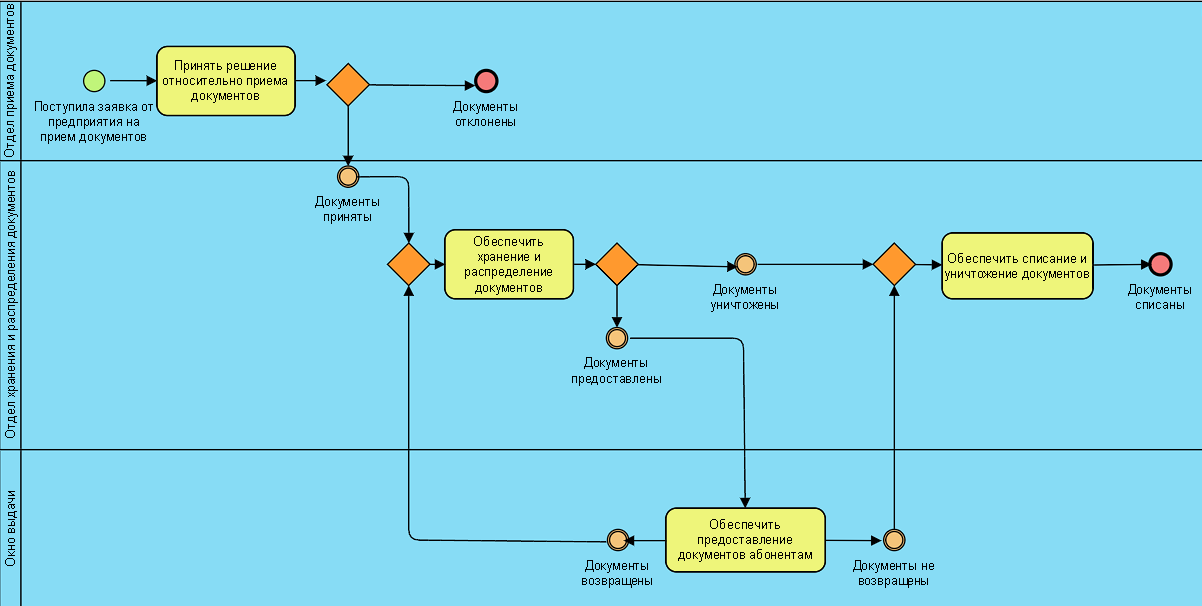 Отдел приема документов
Поступила заявка от
предприятия на
прием документов
Принять решение
относительно приема
документов
Документы
отклонены
Отдел хранения и распределения документов
Документы
приняты
Обеспечить
хранение и
распределение
документов
Документы
уничтожены
Документы
предоставлены
Обеспечить списание и
уничтожение документов
Документы
списаны
Окно выдачи
Документы
возвращены
Обеспечить
предоставление
документов абонентам
Документы не
возвращены